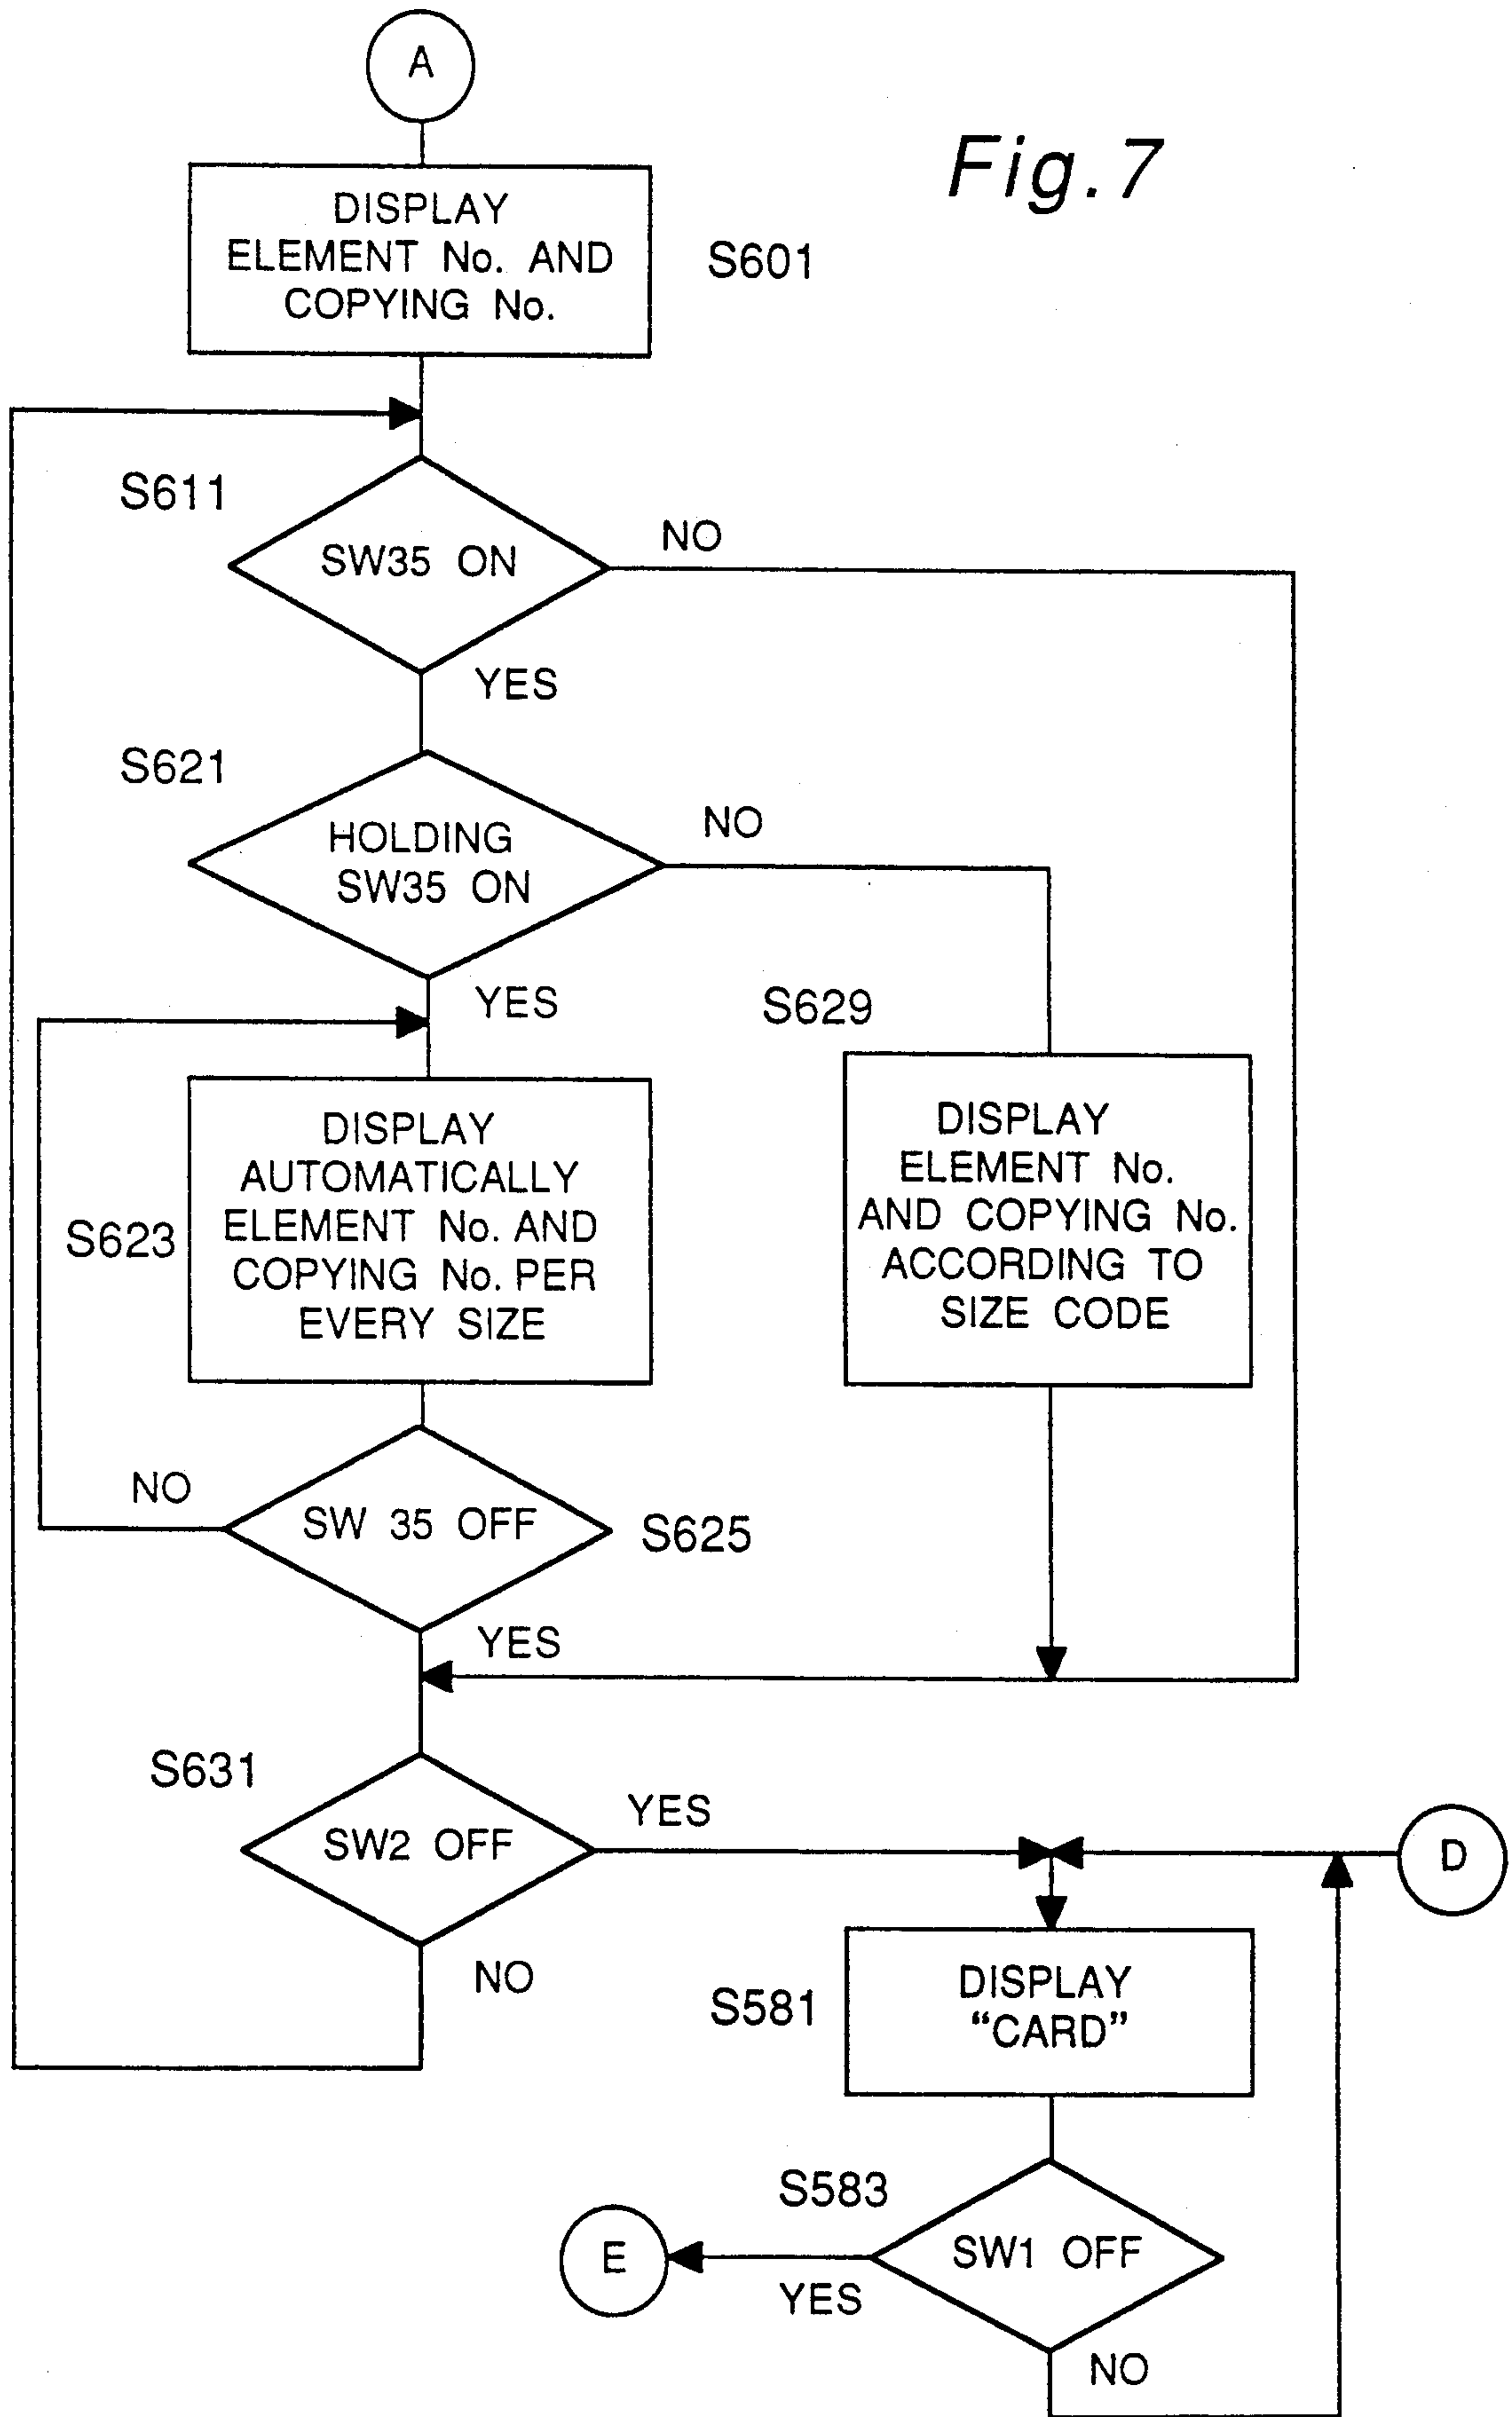 A
Fig.7
DISPLAY
ELEMENT No. AND
COPYING No.
S601
S611
SW35 ON
NO
YES
S621
HOLDING
SW35 ON
NO
YES
S629
S623
DISPLAY
AUTOMATICALLY
ELEMENT No. AND
COPYING No. PER
EVERY SIZE
DISPLAY
ELEMENT No.
AND COPYING No.
ACCORDING TO
SIZE CODE
NO
SW 35 OFF
S625
YES
S631
SW2 OFF
YES
D
NO
S581
DISPLAY
“CARD”
S583
SW1 OFF
E
YES
NO